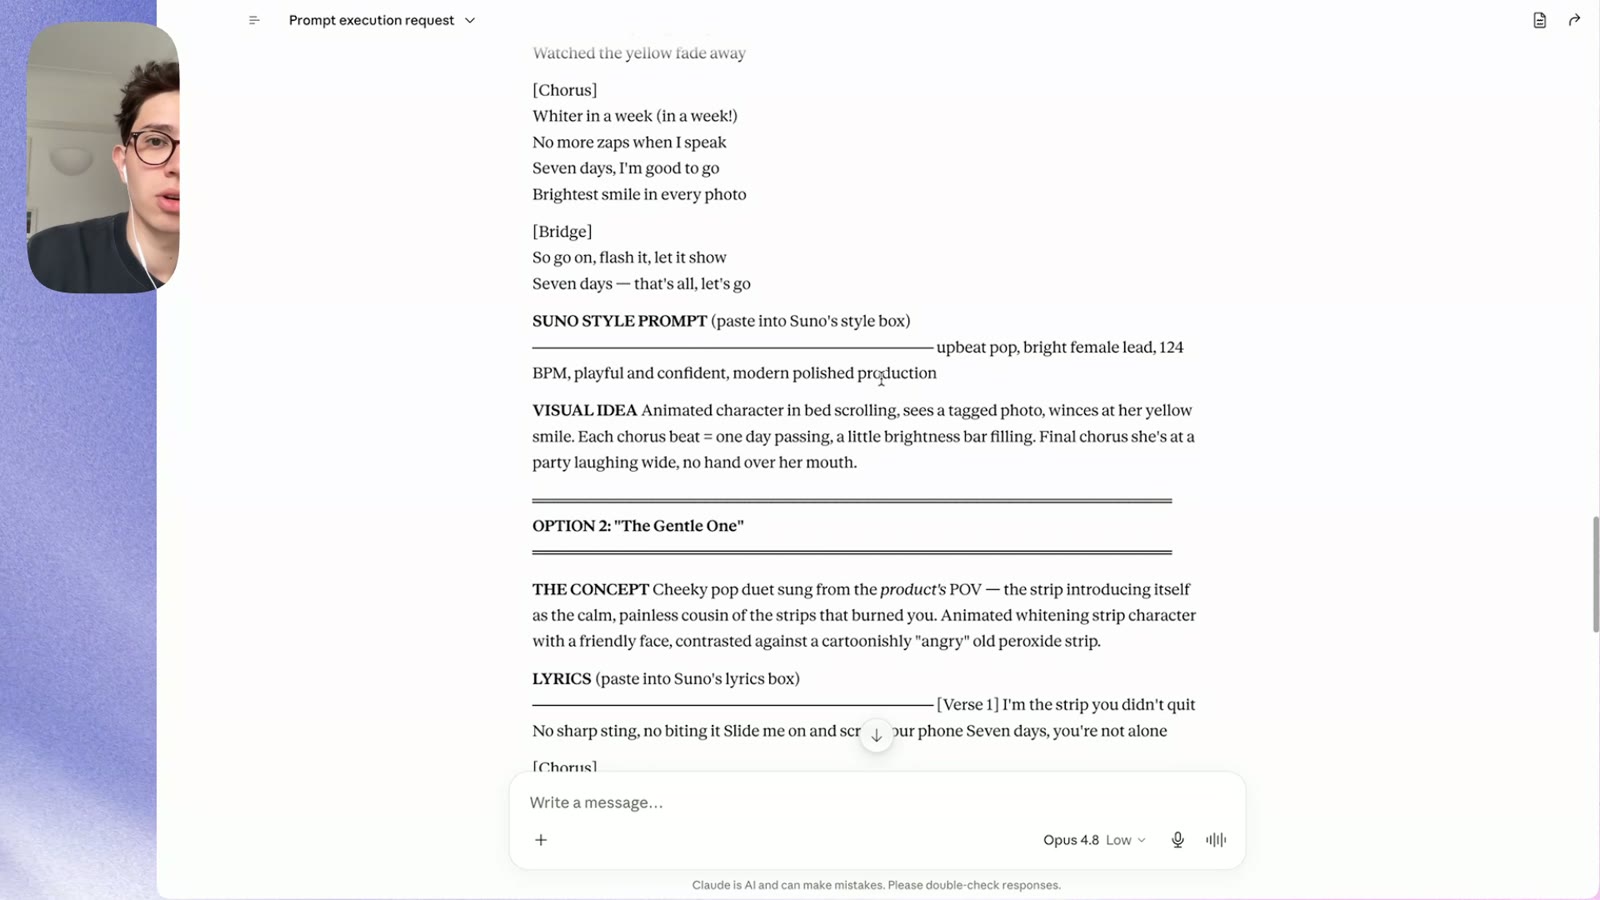 Prompt execution request
Watched the yellow fade away
[Chorus]
Whiter in a week (in a week!)
No more zaps when I speak
Seven days, I'm good to go
Brightest smile in every photo
[Bridge]
So go on, flash it, let it show
Seven days — that's all, let's go
SUNO STYLE PROMPT (paste into Suno's style box)
upbeat pop, bright female lead, 124
BPM, playful and confident, modern polished production
VISUAL IDEA Animated character in bed scrolling, sees a tagged photo, winces at her yellow
smile. Each chorus beat = one day passing, a little brightness bar filling. Final chorus she's at a
party laughing wide, no hand over her mouth.
OPTION 2: "The Gentle One"
THE CONCEPT Cheeky pop duet sung from the product's POV — the strip introducing itself
as the calm, painless cousin of the strips that burned you. Animated whitening strip character
with a friendly face, contrasted against a cartoonishly "angry" old peroxide strip.
LYRICS (paste into Suno's lyrics box)
[Verse 1] I'm the strip you didn't quit
No sharp sting, no biting it Slide me on and phone Seven days, you're not alone
[Chorus]
Write a message...
Opus 4.8 Low
Claude is AI and can make mistakes. Please double-check responses.